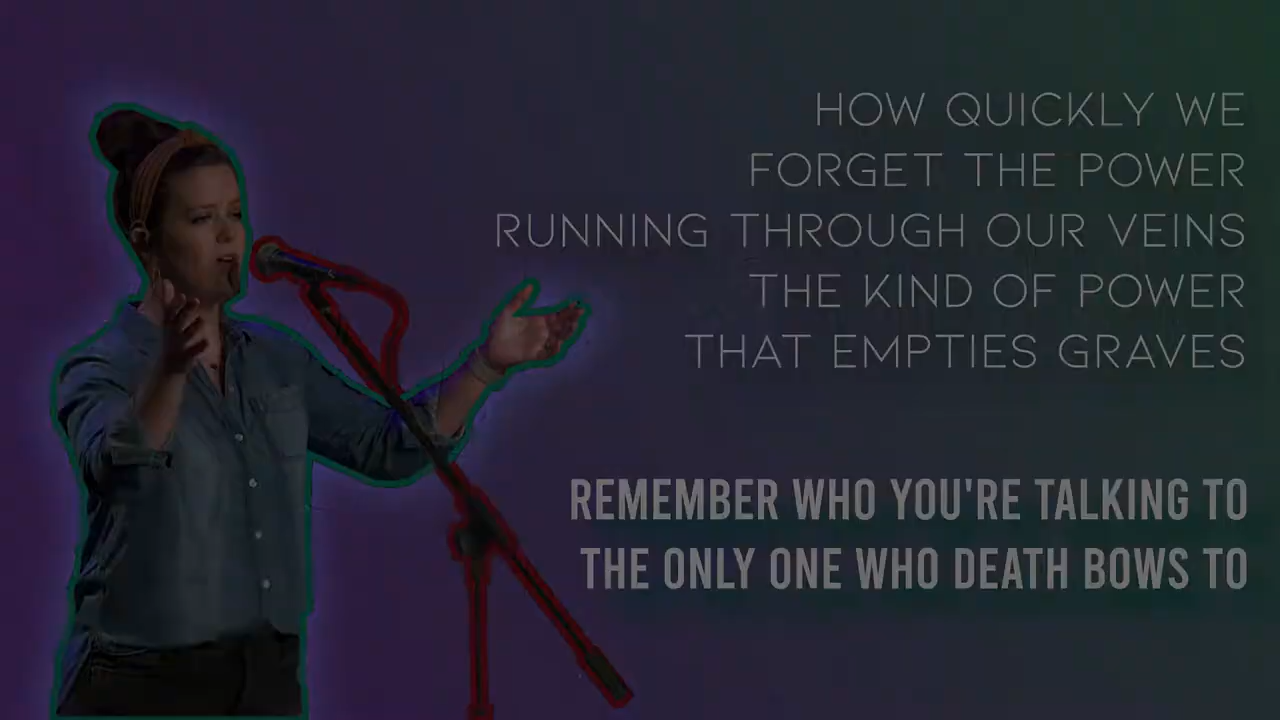 HOW QUICKLY WE
FORGET THE POWER
RUNNING THROUGH OUR VEINS
THE KIND OF POWER
THAT EMPTIES GRAVES
REMEMBER WHO YOU'RE TALKING TO
THE ONLY ONE WHO DEATH BOWS TO